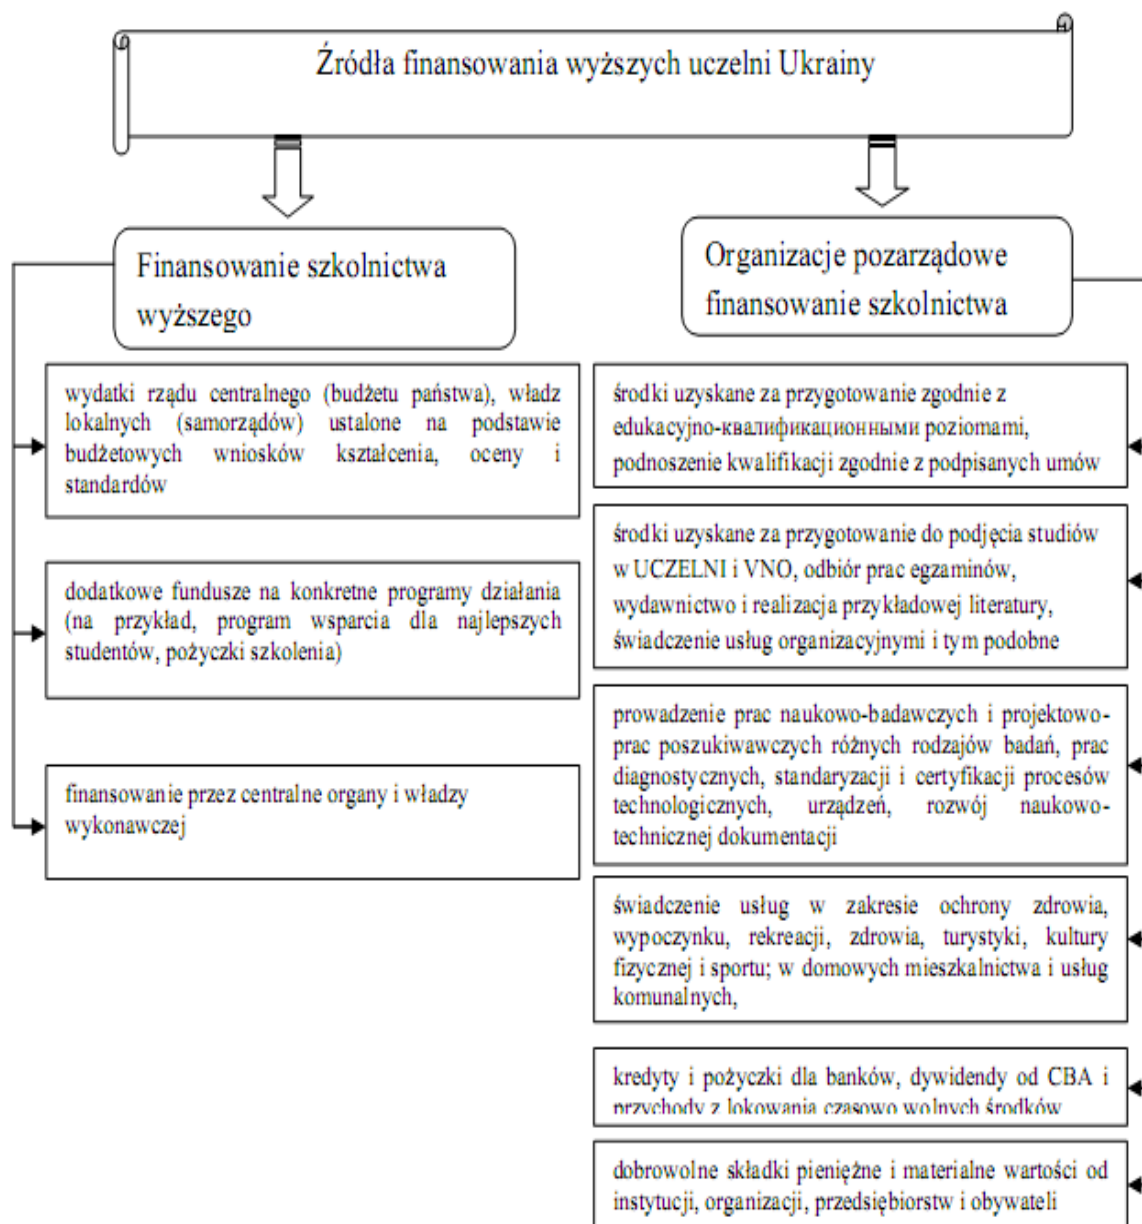 Źródła finansowania wyższych uczelni Ukrainy
Finansowanie szkolnictwa
wyższego
wydatki rządu centralnego (budżetu państwa), władz
lokalnych (samorządów) ustalone na podstawie
budżetowych wniosków kształcenia, oceny i
standardów
dodatkowe fundusze na konkretne programy działania
(na przykład, program wsparcia dla najlepszych
studentów, pożyczki szkolenia)
finansowanie przez centralne organy i władzy
wykonawczej
Organizacje pozarządowe
finansowanie szkolnictwa
środki uzyskane za przygotowanie zgodnie z
edukacyjno-квалификационными poziomami,
podnoszenie kwalifikacji zgodnie z podpisanych umów
środki uzyskane za przygotowanie do podjęcia studiów
w UCZELNI i VNO, odbiór prac egzaminów,
wydawnictwo i realizacja przykładowej literatury,
świadczenie usług organizacyjnymi i tym podobne
prowadzenie prac naukowo-badawczych i projektowo-
prac poszukiwawczych różnych rodzajów badań, prac
diagnostycznych, standaryzacji i certyfikacji procesów
technologicznych, urządzeń, rozwój naukowo-
technicznej dokumentacji
świadczenie usług w zakresie ochrony zdrowia,
wypoczynku, rekreacji, zdrowia, turystyki, kultury
fizycznej i sportu; w domowych mieszkalnictwa i usług
komunalnych,
kredyty i pożyczki dla banków, dywidendy od CBA i
przychody z lokowania czasowo wolnych środków
dobrowolne składki pieniężne i materialne wartości od
instytucji, organizacji, przedsiębiorstw i obywateli